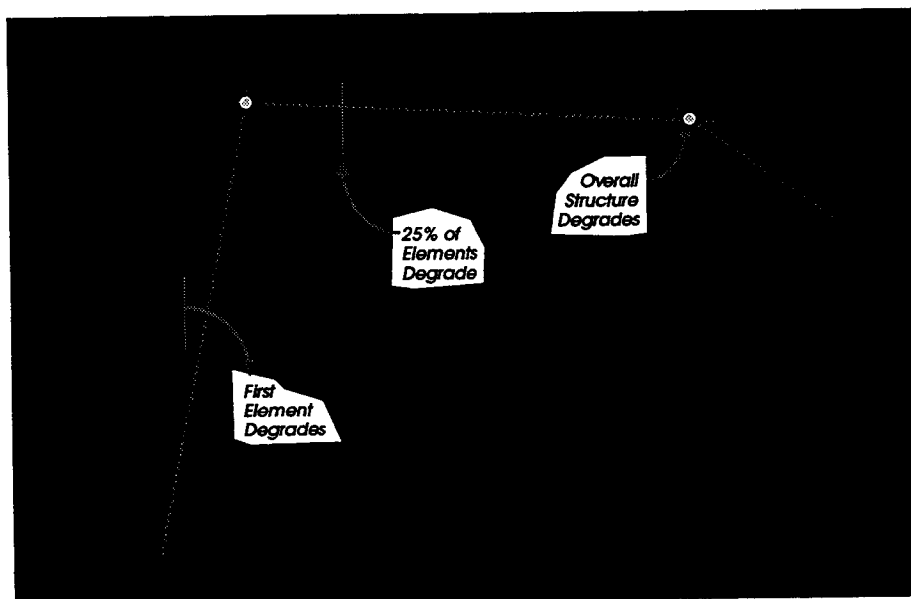 Overall
Structure
Degrades
25% of
Elements
Degrade
First
Element
Degrades